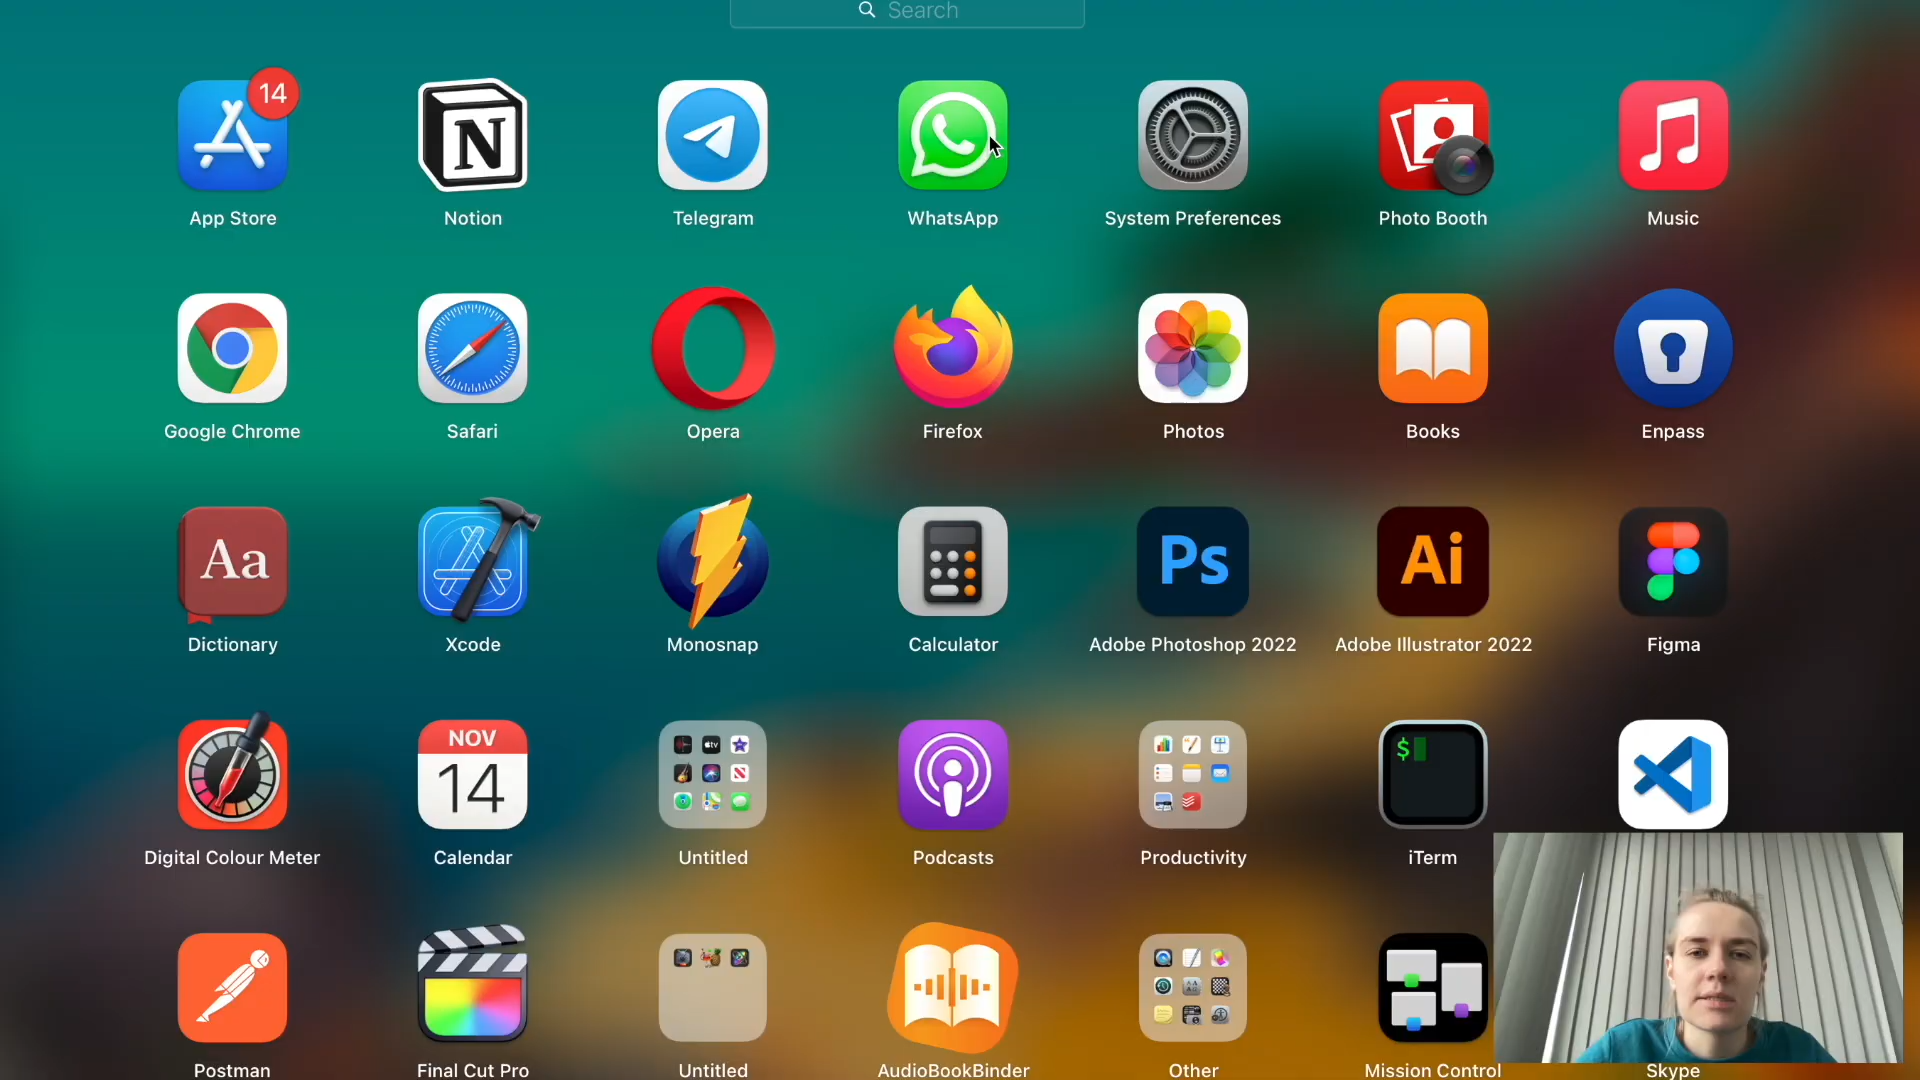 Search
14
N
App Store
Notion
Telegram
WhatsApp
System Preferences
Photo Booth
Music
Google Chrome
Safari
Opera
Firefox
Photos
Books
Enpass
Aa
Ps
Ai
Dictionary
Xcode
Monosnap
Calculator
Adobe Photoshop 2022
Adobe Illustrator 2022
Figma
NOV
14
tv
$
Digital Colour Meter
Calendar
Untitled
Podcasts
Productivity
iTerm
Postman
Final Cut Pro
Untitled
AudioBookBinder
Other
Mission Control
Skype